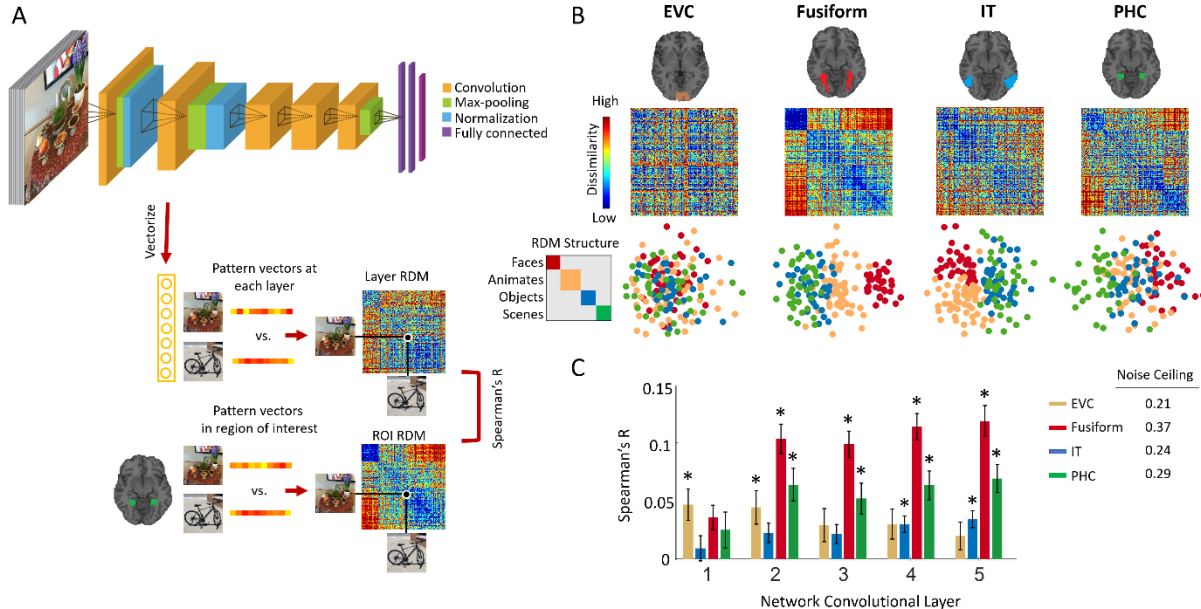 A
Convolution
Max-pooling
Normalization
Fully connected
Vectorize
Pattern vectors at
each layer
vs.
Layer RDM
Pattern vectors
in region of interest
vs.
ROI RDM
Spearman's R
B
EVC
Fusiform
IT
PHC
High
Dissimilarity
Low
RDM Structure
Faces
Animates
Objects
Scenes
C
0.15
0.1
0.05
0
Spearman's R
* * * * * * * * * * * *
1 2 3 4 5
Network Convolutional Layer
Noise Ceiling
EVC 0.21
Fusiform 0.37
IT 0.24
PHC 0.29